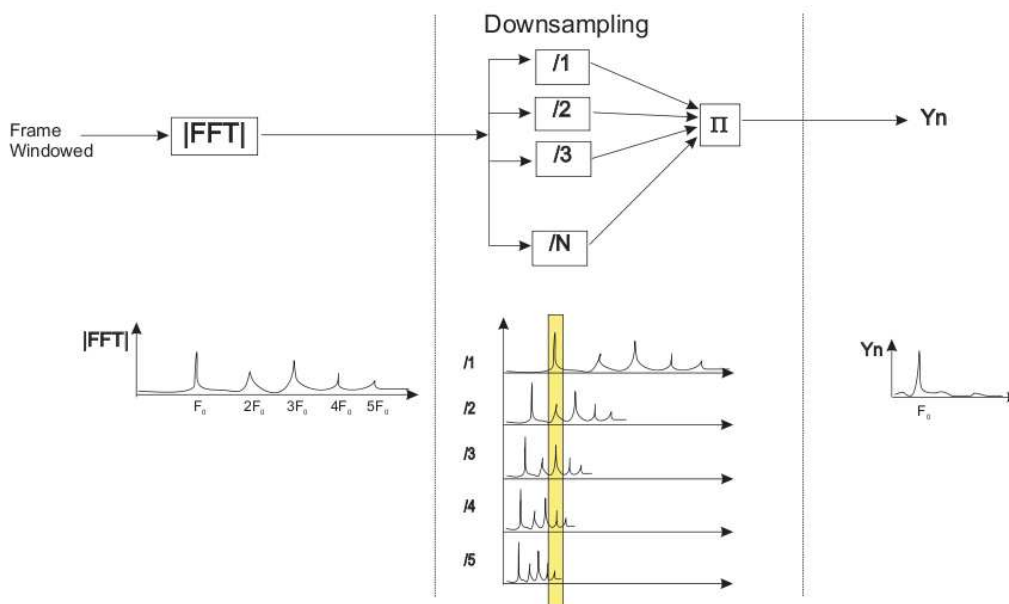 Downsampling
Frame
Windowed
|FFT|
/1
/2
/3
/N
Π
Yn
|FFT|
F₀ 2F₀ 3F₀ 4F₀ 5F₀
/1
/2
/3
/4
/5
Yn
F₀